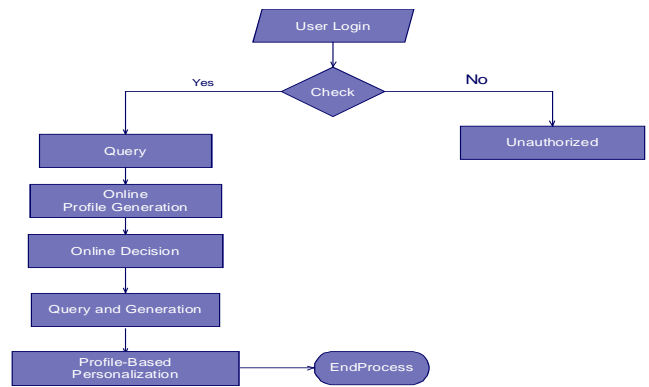 User Login
Check
Yes
No
Query
Unauthorized
Online
Profile Generation
Online Decision
Query and Generation
Profile-Based
Personalization
EndProcess